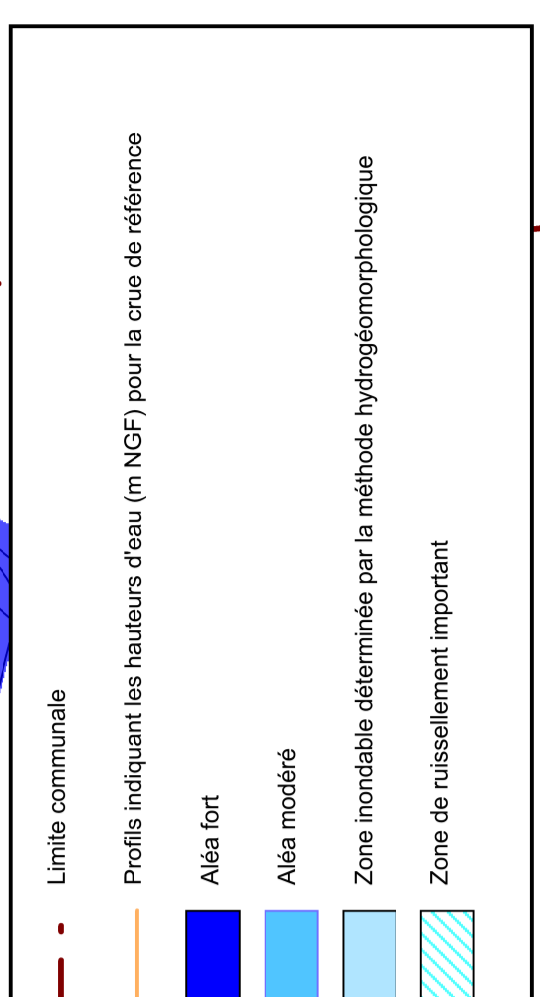 Limite communale
Profils indiquant les hauteurs d'eau (m NGF) pour la crue de référence
Aléa fort
Aléa modéré
Zone inondable déterminée par la méthode hydrogéomorphologique
Zone de ruissellement important